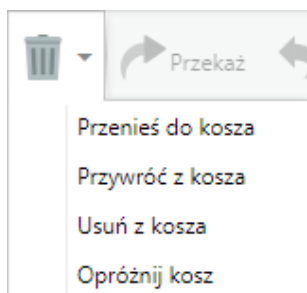 Przekaż
Przenieś do kosza
Przywróć z kosza
Usuń z kosza
Opróżnij kosz